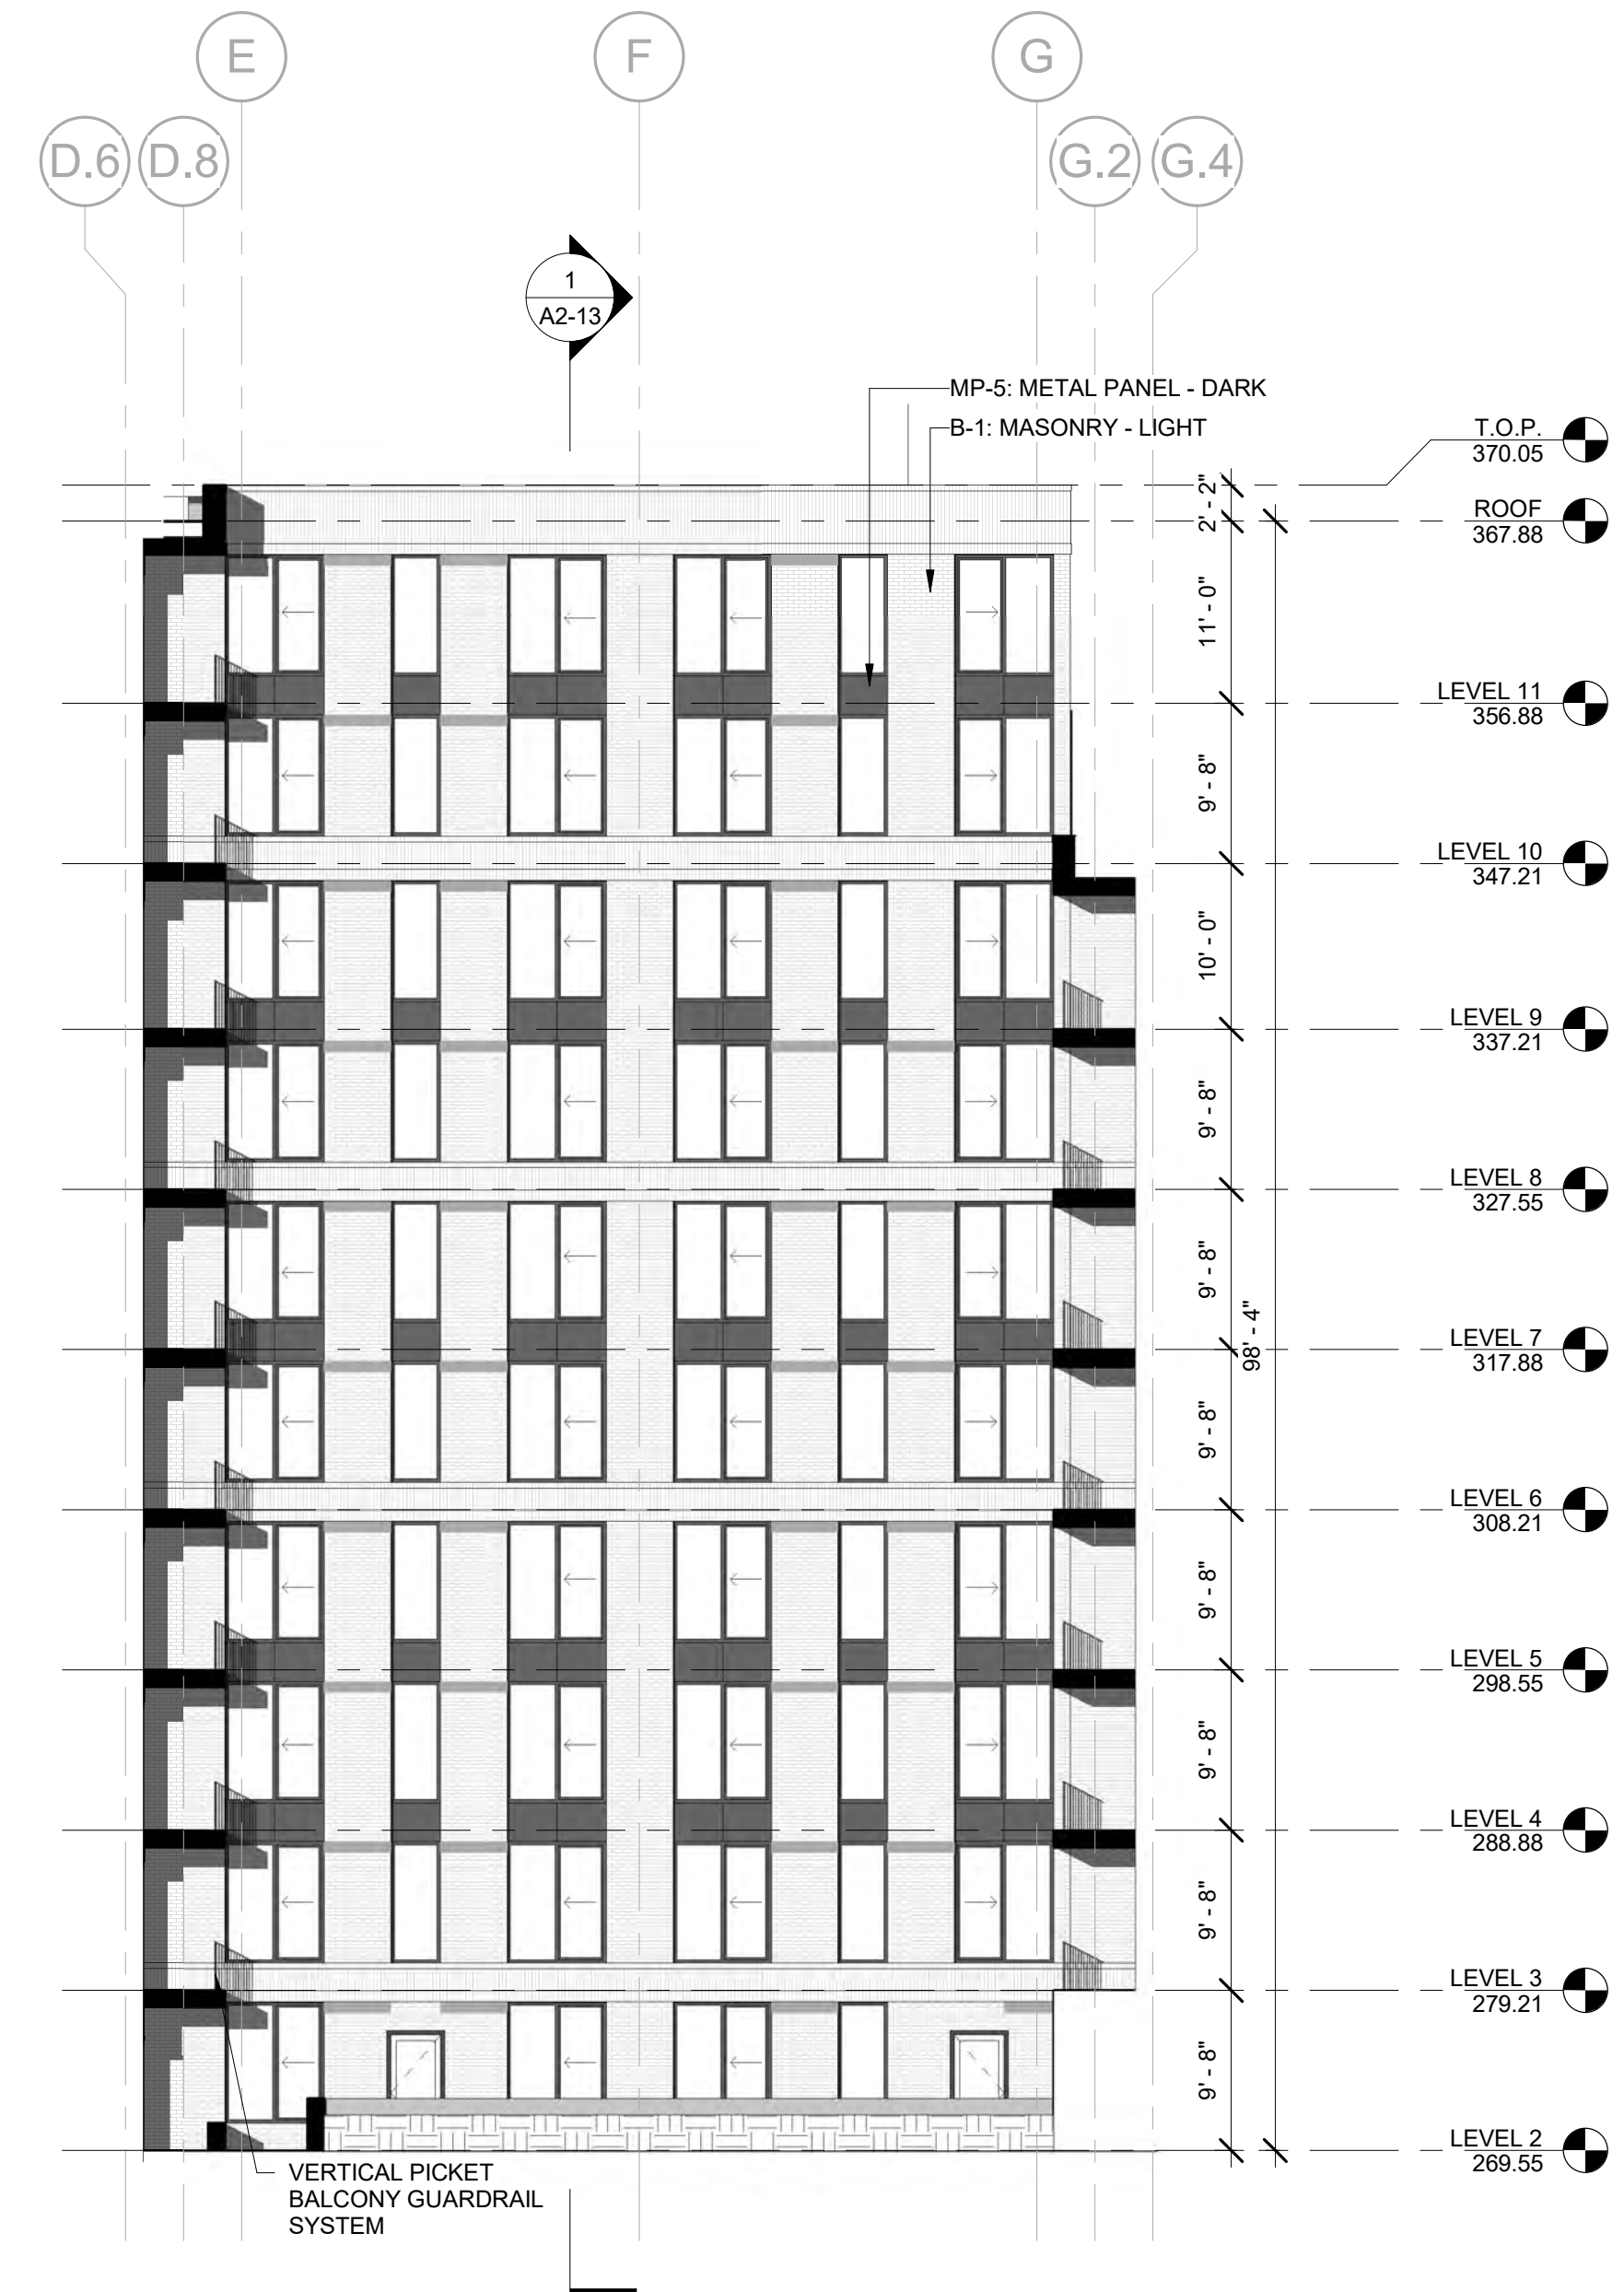 E
F
G
D.6
D.8
G.2
G.4
1
A2-13
MP-5: METAL PANEL - DARK
B-1: MASONRY - LIGHT
T.O.P.
370.05
2' - 2"
ROOF
367.88
11' - 0"
LEVEL 11
356.88
9' - 8"
LEVEL 10
347.21
10' - 0"
LEVEL 9
337.21
9' - 8"
LEVEL 8
327.55
9' - 8"
98' - 4"
LEVEL 7
317.88
9' - 8"
LEVEL 6
308.21
9' - 8"
LEVEL 5
298.55
9' - 8"
LEVEL 4
288.88
9' - 8"
LEVEL 3
279.21
9' - 8"
LEVEL 2
269.55
VERTICAL PICKET
BALCONY GUARDRAIL
SYSTEM